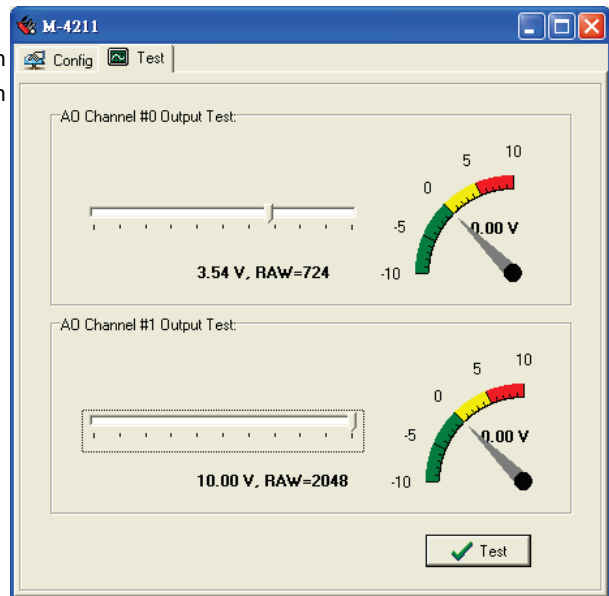 M-4211
n Config Test
n
AO Channel #0 Output Test:
10
5
0
-5 0.00 V
3.54 V, RAW=724 -10
AO Channel #1 Output Test:
10
5
0
-5 0.00 V
10.00 V, RAW=2048 -10
Test